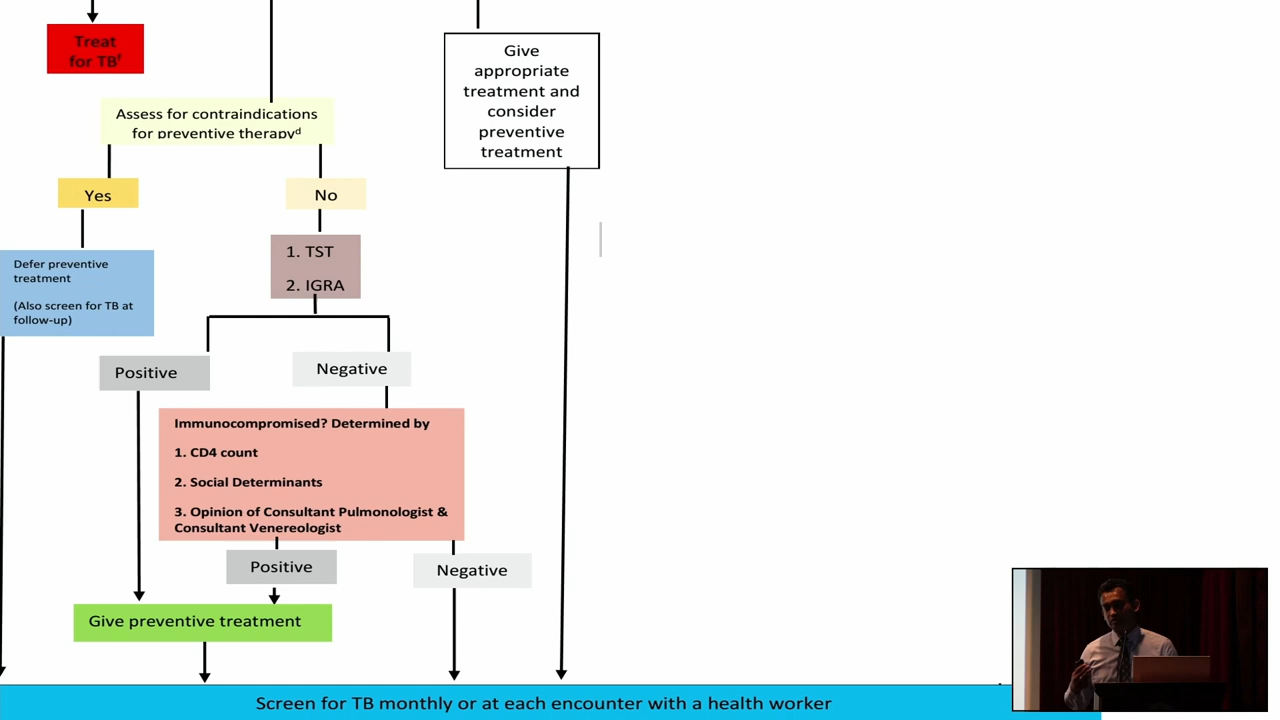 Treat
for TBᶠ
Give
appropriate
treatment and
consider
preventive
treatment
Assess for contraindications
for preventive therapyᵈ
Yes
No
1. TST
2. IGRA
Defer preventive
treatment
(Also screen for TB at
follow-up)
Positive
Negative
Immunocompromised? Determined by
1. CD4 count
2. Social Determinants
3. Opinion of Consultant Pulmonologist &
Consultant Venereologist
Positive
Negative
Give preventive treatment
Screen for TB monthly or at each encounter with a health worker